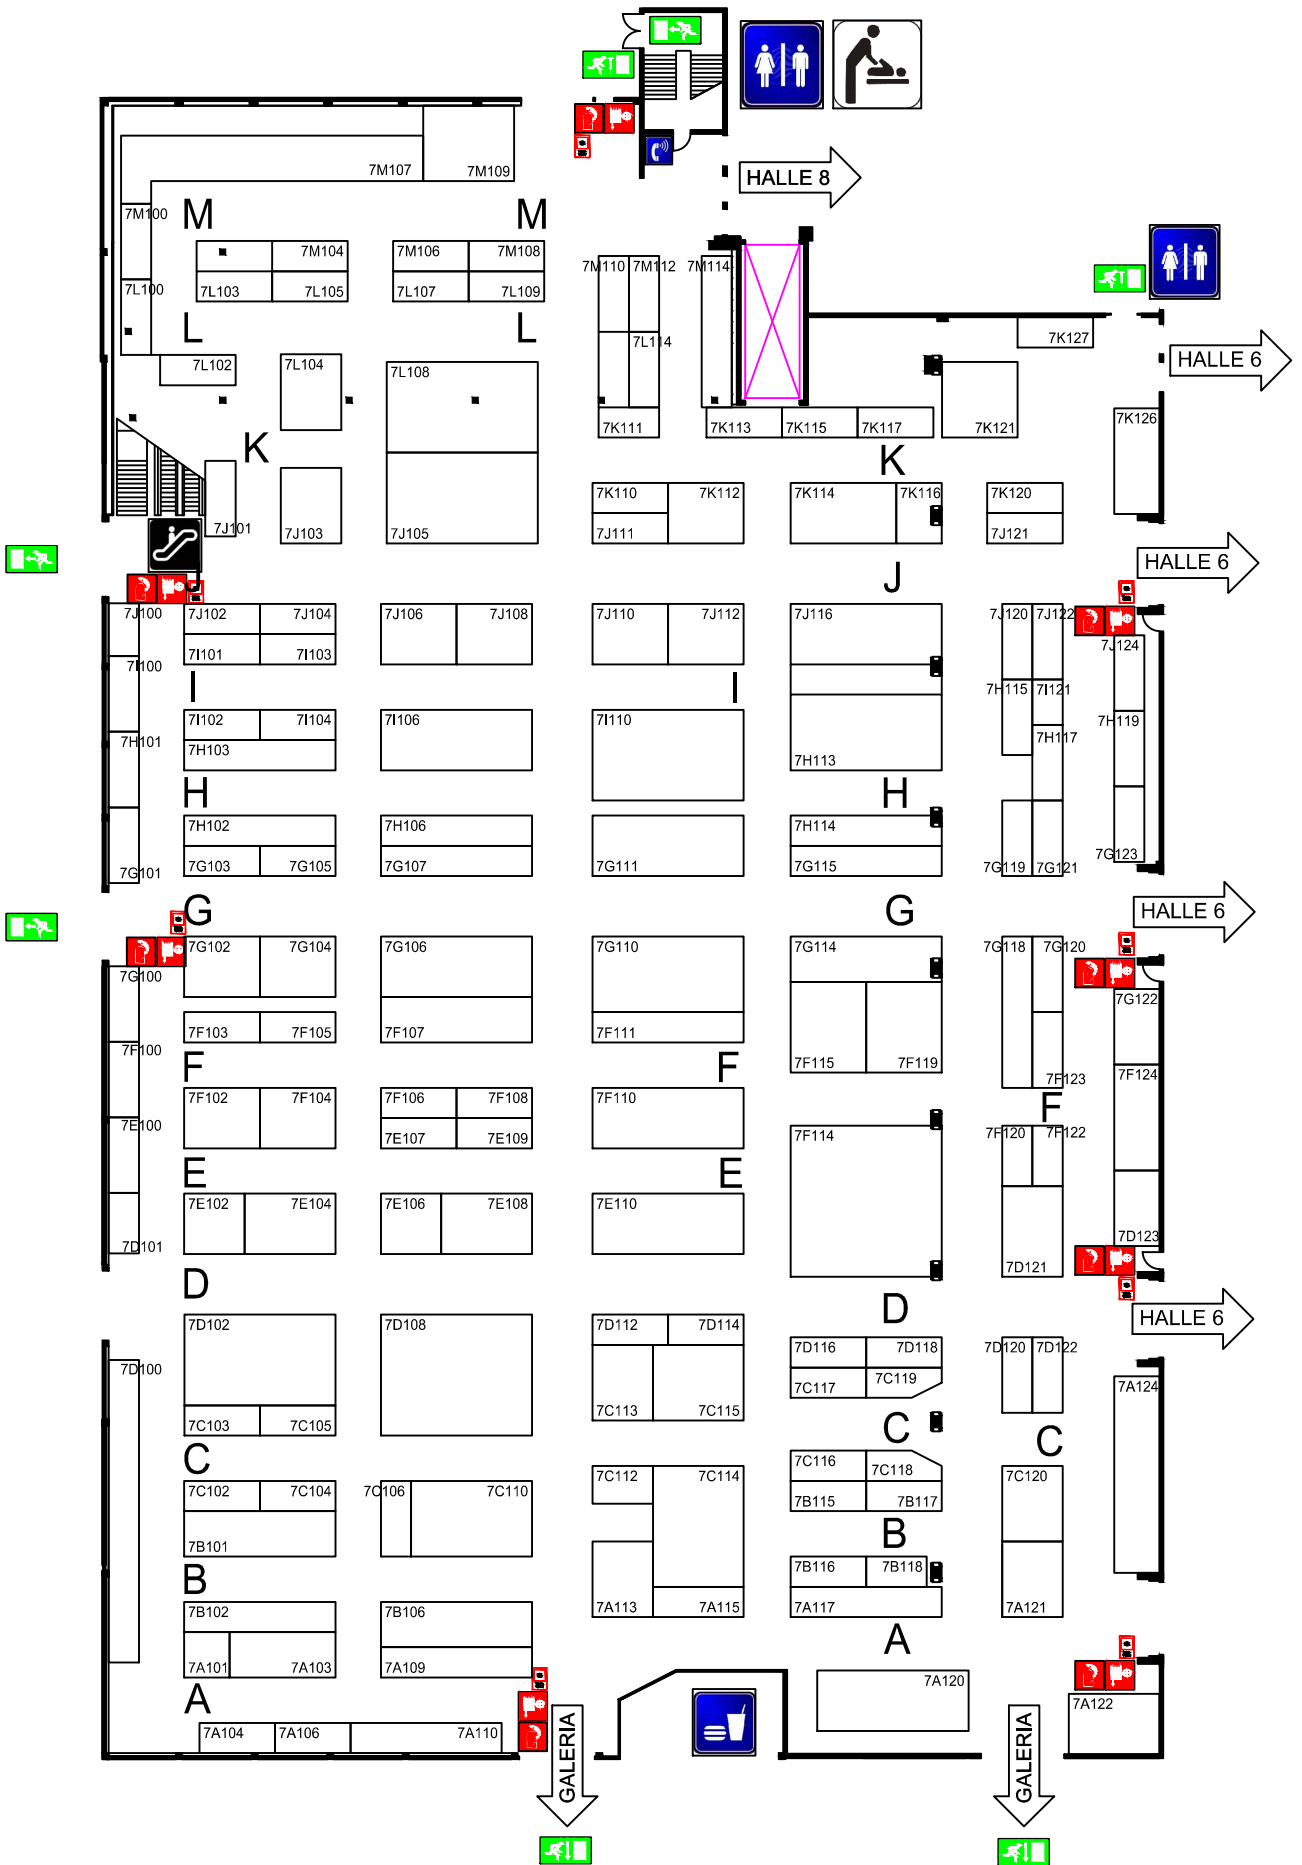 HALLE 8
7M107 7M109
7M100 M M
7M104 7M106 7M108
7M110 7M112 7M114
7L100 7L103 7L105 7L107 7L109
L L
7L114 7K127
HALLE 6
7L102 7L104 7L108
7K111 7K113 7K115 7K117 7K121 7K126
K K
7K110 7K112 7K114 7K116 7K120
7J101 7J103 7J105 7J111 7J121
HALLE 6
J J
7J100 7J102 7J104 7J106 7J108 7J110 7J112 7J116 7J120 7J122
7J124
7I101 7I103
7I100
I I
7H115 7I121
7I102 7I104 7I106 7I110 7H119
7H101 7H103 7H113 7H117
H H
7H102 7H106 7H114
7G101 7G103 7G105 7G107 7G111 7G115 7G119 7G121 7G123
G G
HALLE 6
7G102 7G104 7G106 7G110 7G114 7G118 7G120
7G100 7G122
7F103 7F105 7F107 7F111
7F100
F F
7F115 7F119 7F123 7F124
7F102 7F104 7F106 7F108 7F110
F
7E100 7E107 7E109 7F114 7F120 7F122
E E
7E102 7E104 7E106 7E108 7E110
7D101 7D121 7D123
D D
HALLE 6
7D102 7D108 7D112 7D114
7D116 7D118 7D120 7D122
7D100
7C117 7C119 7A124
7C103 7C105 7C113 7C115
C C C
7C116 7C118
7C102 7C104 7C106 7C110 7C112 7C114 7C120
7B115 7B117
7B101
B B
7B116 7B118
7B102 7B106 7A113 7A115 7A117 7A121
7A101 7A103 7A109
A A
7A120
7A104 7A106 7A110 7A122
GALERIA GALERIA